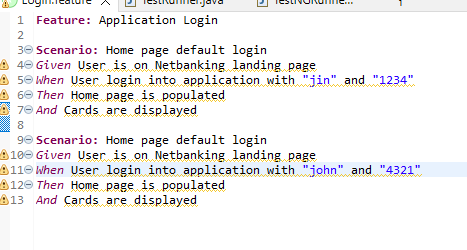 Login.feature TestRunner.java TestNGRunne...
1 Feature: Application Login
2
3 Scenario: Home page default login
4 Given User is on Netbanking landing page
5 When User login into application with "jin" and "1234"
6 Then Home page is populated
7 And Cards are displayed
8
9 Scenario: Home page default login
10 Given User is on Netbanking landing page
11 When User login into application with "john" and "4321"
12 Then Home page is populated
13 And Cards are displayed